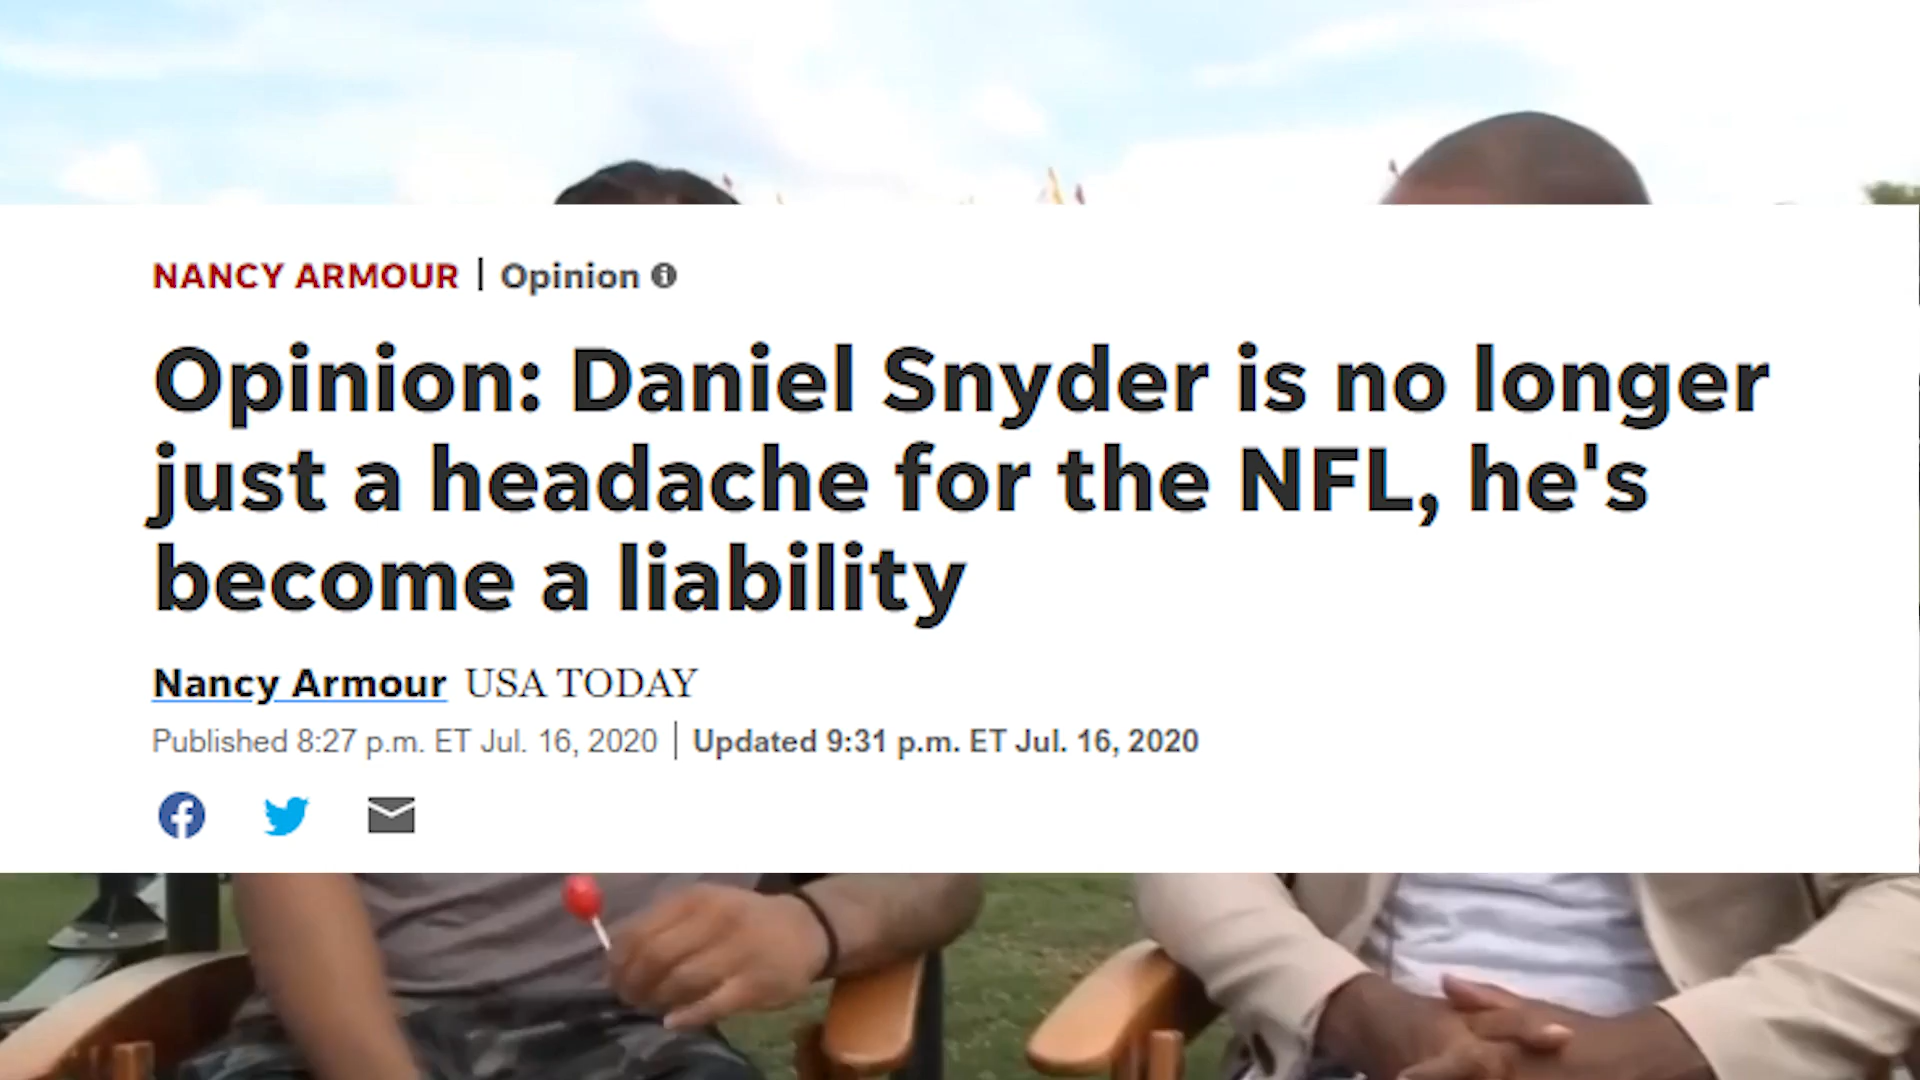 NANCY ARMOUR | Opinion
Opinion: Daniel Snyder is no longer
just a headache for the NFL, he's
become a liability
Nancy Armour USA TODAY
Published 8:27 p.m. ET Jul. 16, 2020 | Updated 9:31 p.m. ET Jul. 16, 2020